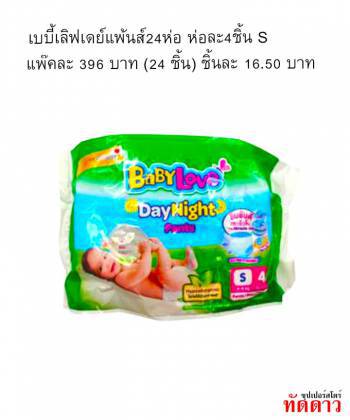 เบบี้เลิฟเดย์แพ้นส์24ห่อ ห่อละ4ชิ้น S
แพ๊คละ 396 บาท (24 ชิ้น) ชิ้นละ 16.50 บาท
BABYLOVE
DayNight
Pants
S
4
ซุปเปอร์สโตร์
ทัดดาว